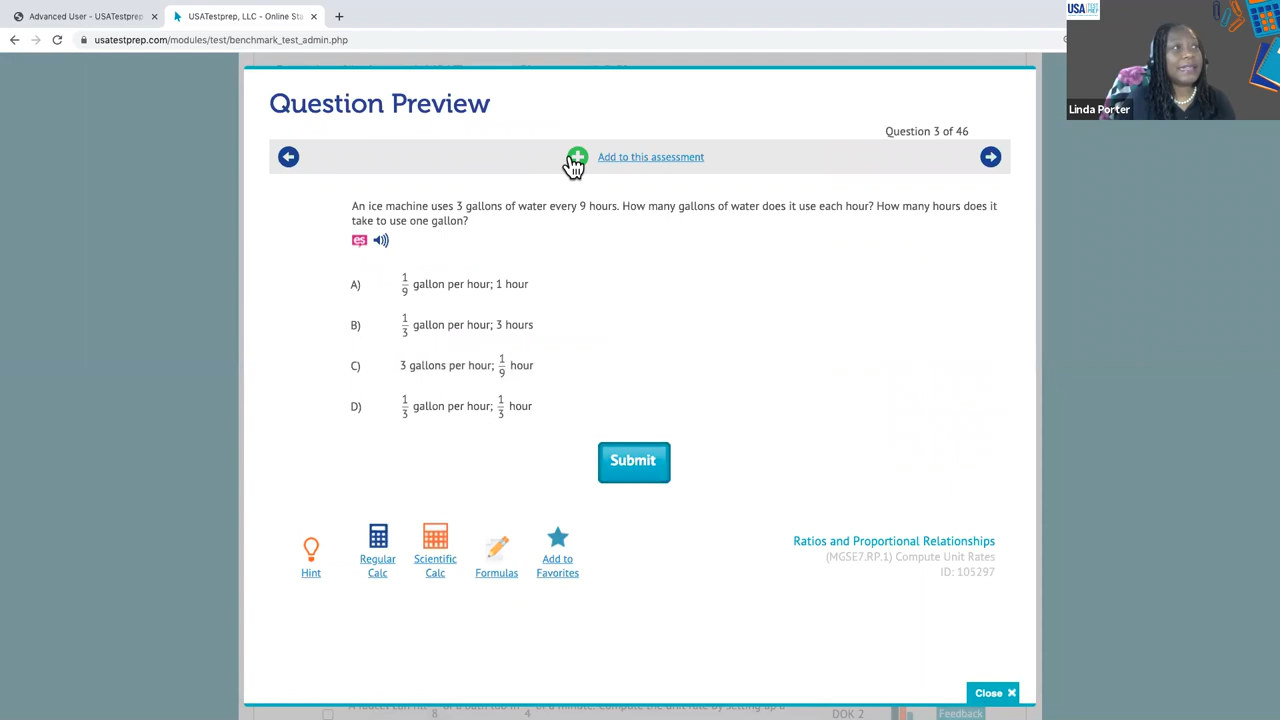 Advanced User - USATestprep
USATestprep, LLC - Online Sta
usatestprep.com/modules/test/benchmark_test_admin.php
USA
TEST
PREP
Linda Porter
Question Preview
Question 3 of 46
Add to this assessment
An ice machine uses 3 gallons of water every 9 hours. How many gallons of water does it use each hour? How many hours does it
take to use one gallon?
es
A) 1/9 gallon per hour; 1 hour
B) 1/3 gallon per hour; 3 hours
C) 3 gallons per hour; 1/9 hour
D) 1/3 gallon per hour; 1/3 hour
Submit
Hint
Regular
Calc
Scientific
Calc
Formulas
Add to
Favorites
Ratios and Proportional Relationships
(MGSE7.RP.1) Compute Unit Rates
ID: 105297
Close
DOK 2
Feedback